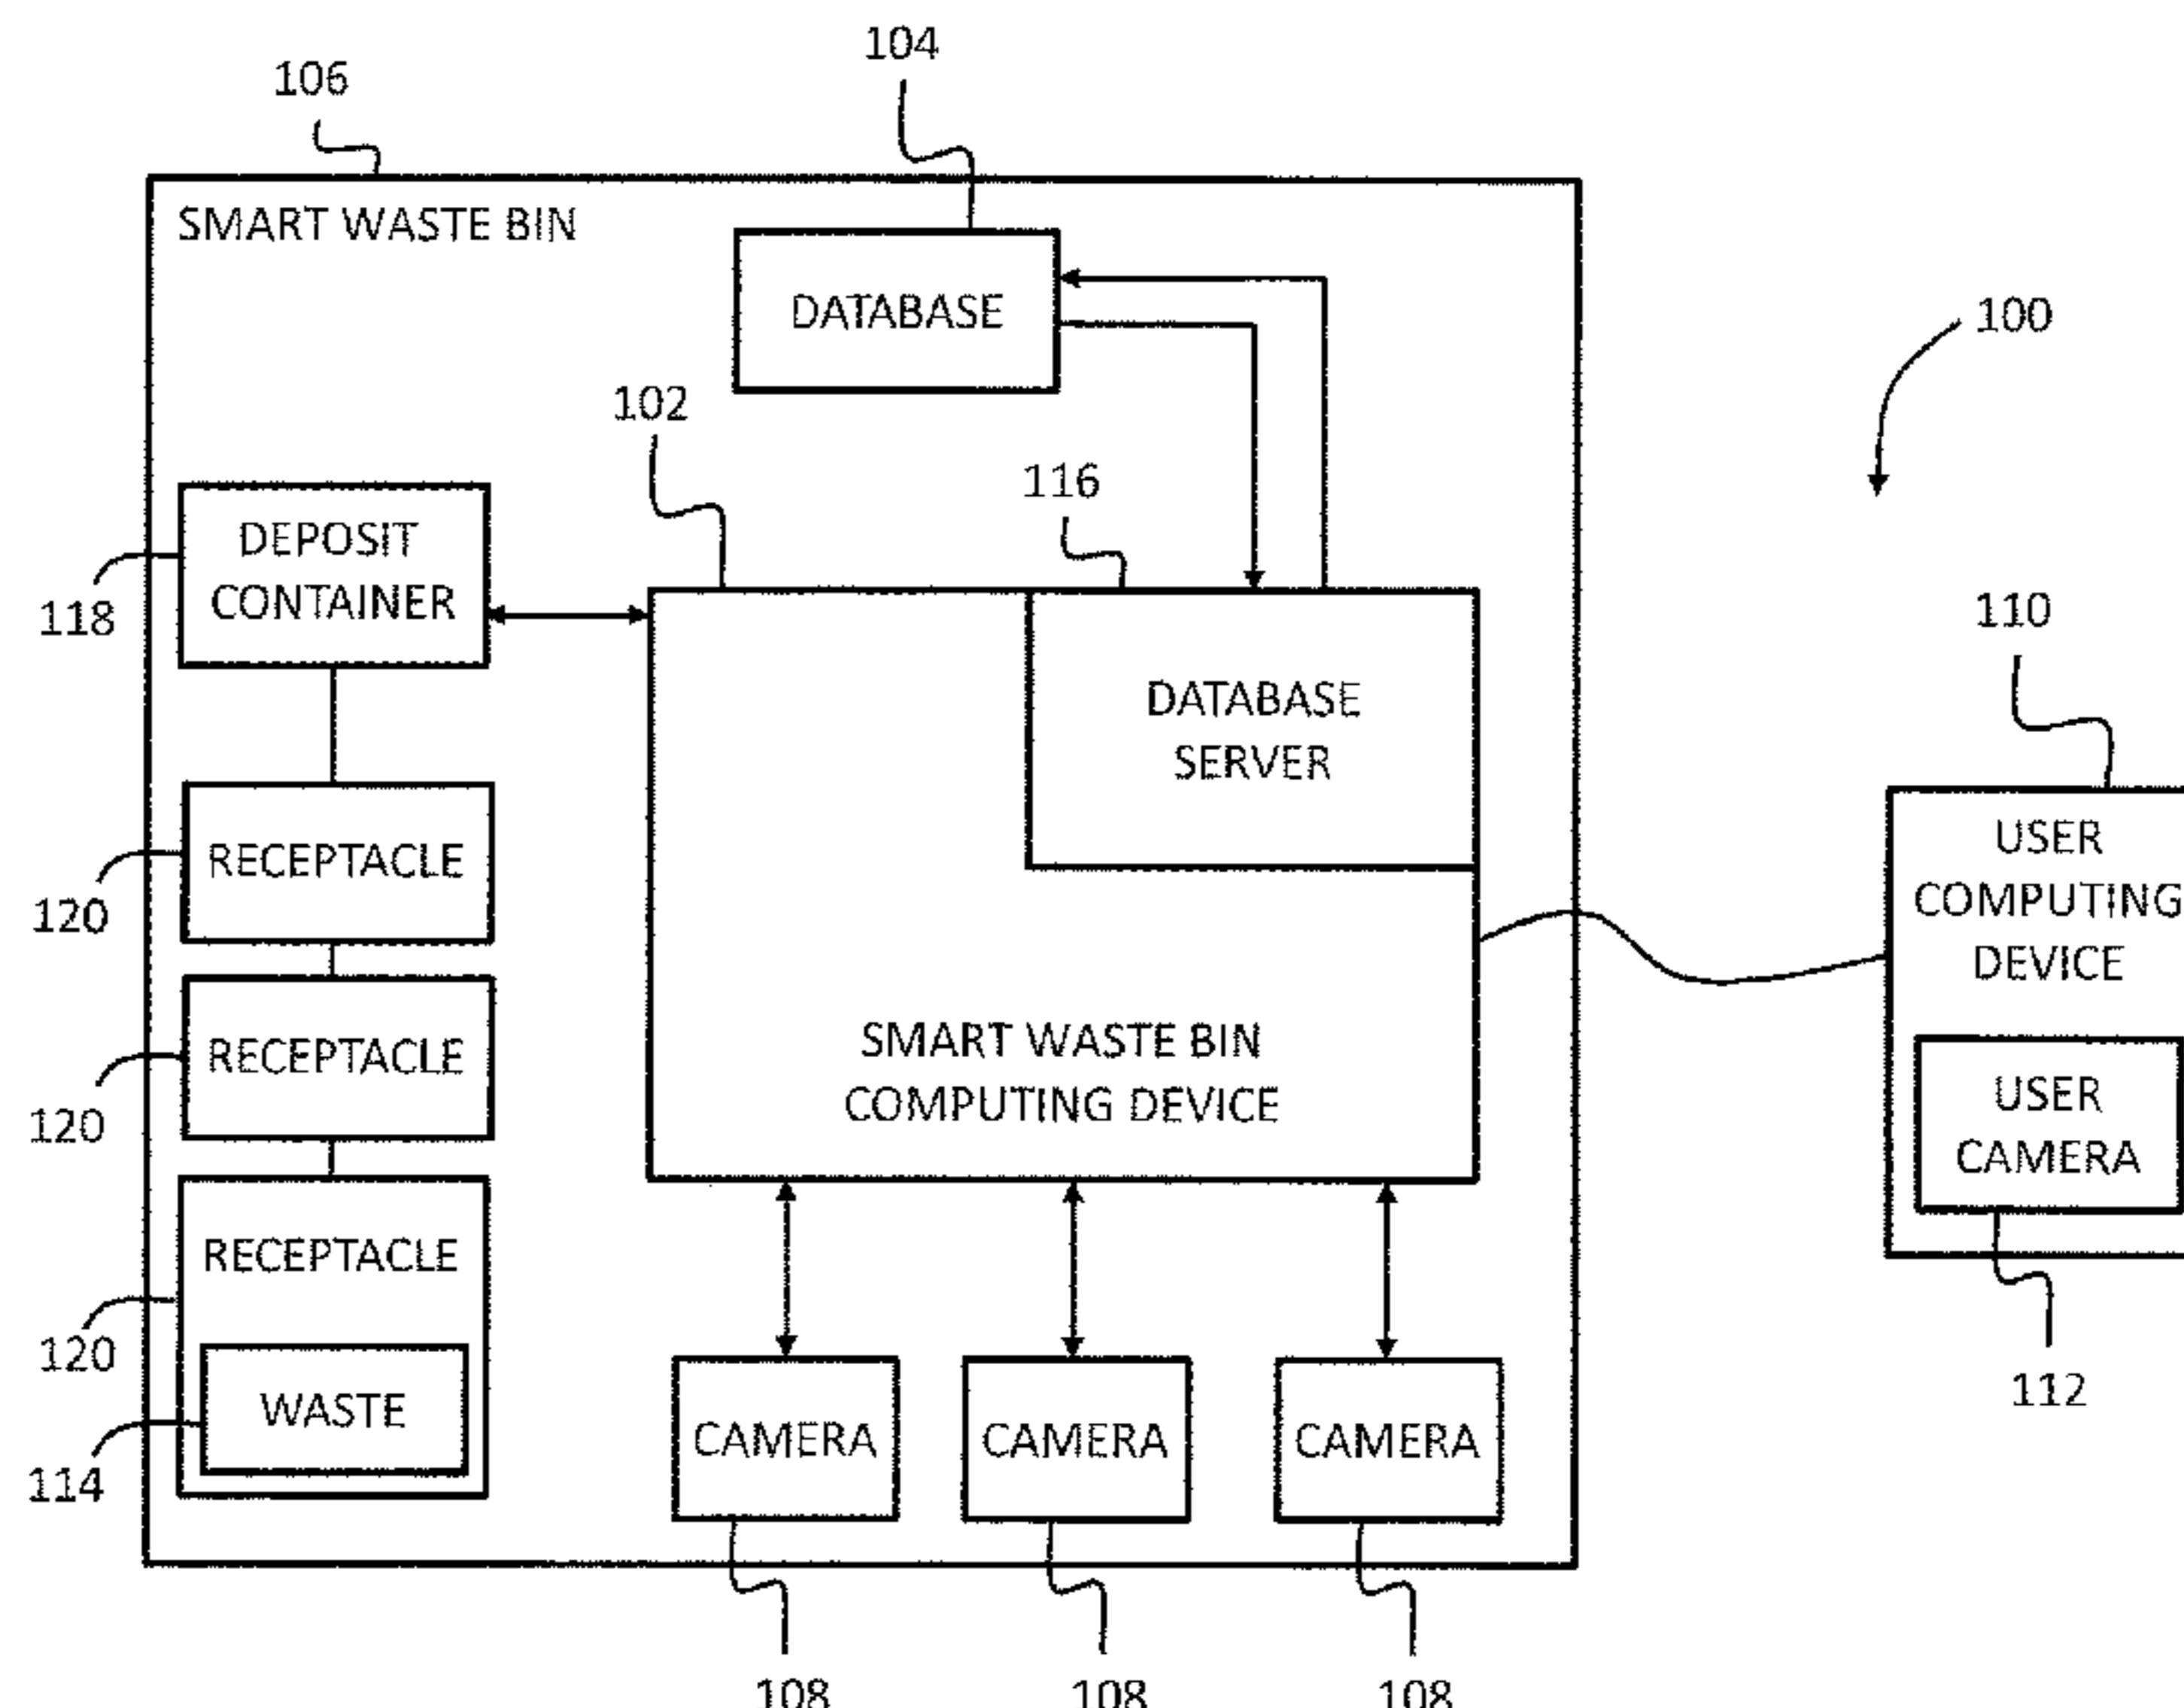 104
106
SMART WASTE BIN
DATABASE
100
102
116
DEPOSIT
CONTAINER
118
DATABASE
SERVER
110
USER
COMPUTING
DEVICE
RECEPTACLE
120
RECEPTACLE
120
SMART WASTE BIN
COMPUTING DEVICE
USER
CAMERA
112
RECEPTACLE
120
WASTE
114
CAMERA
CAMERA
CAMERA
108
108
108